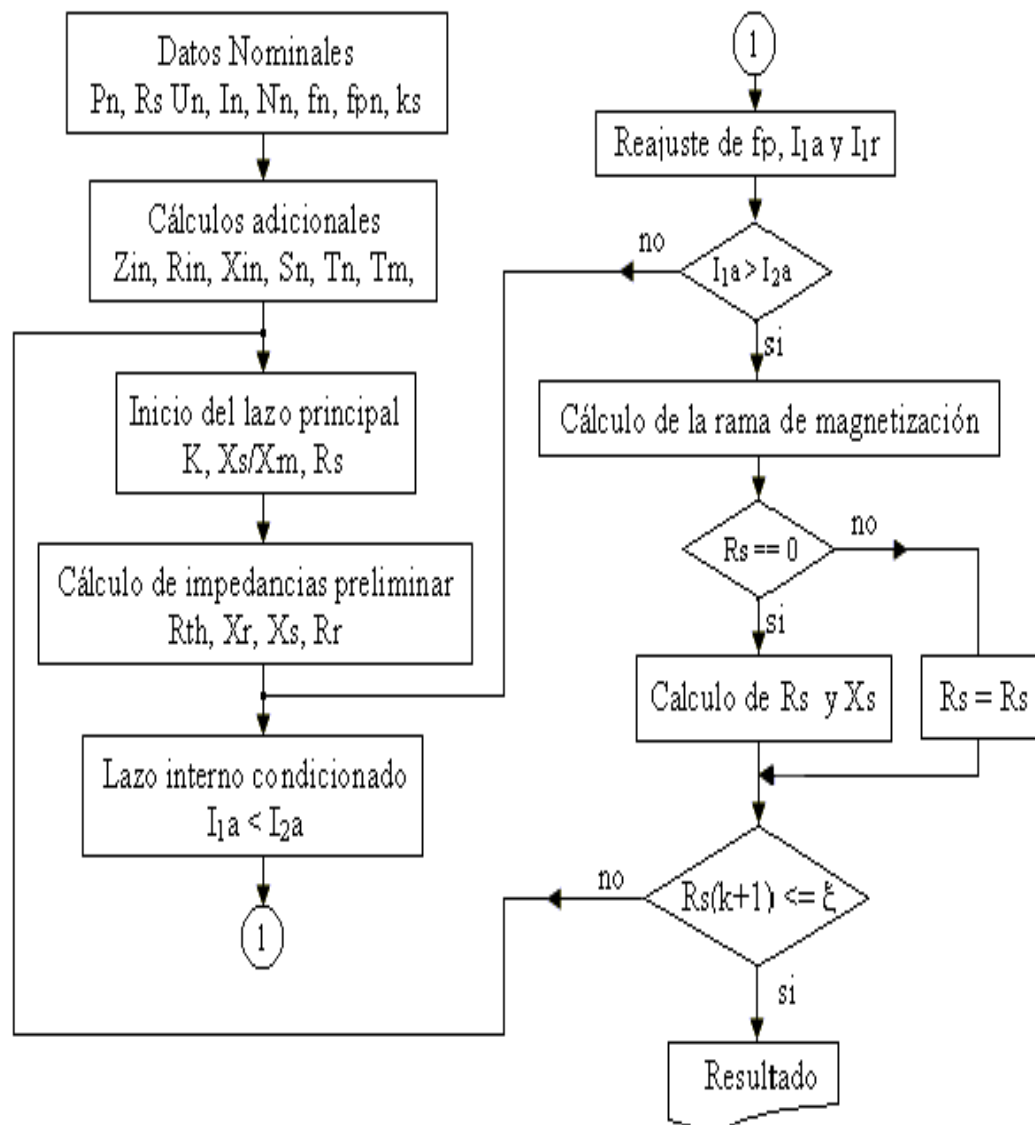 Datos Nominales
Pn, Rs Un, In, Nn, fn, fpn, ks
Cálculos adicionales
Zin, Rin, Xin, Sn, Tn, Tm,
Inicio del lazo principal
K, Xs/Xm, Rs
Cálculo de impedancias preliminar
Rth, Xr, Xs, Rr
Lazo interno condicionado
I₁a < I₂a
1
1
Reajuste de fp, I₁a y I₁r
I₁a > I₂a
no
si
Cálculo de la rama de magnetización
Rs == 0
no
si
Calculo de Rs y Xs
Rs = Rs
Rs(k+1) <= ξ
no
si
Resultado